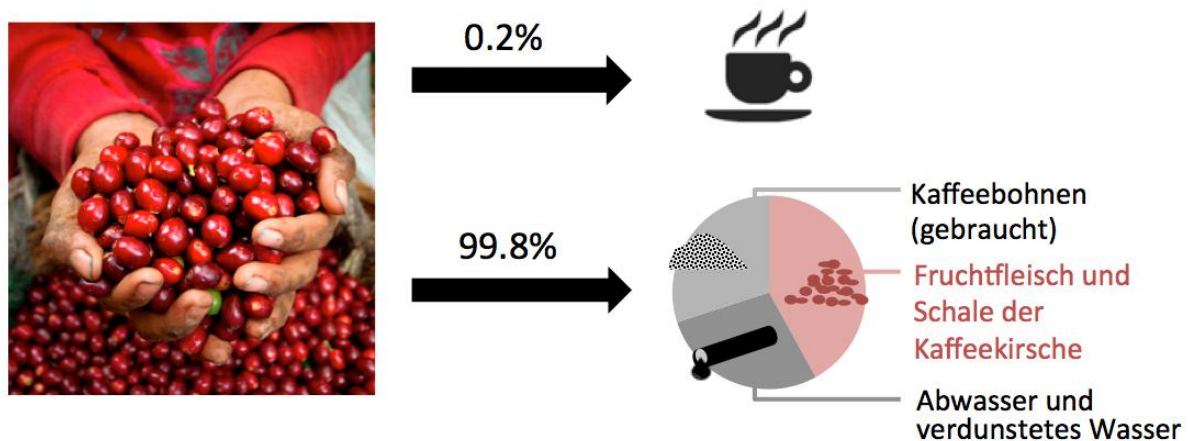 0.2%
99.8%
Kaffeebohnen
(gebraucht)
Fruchtfleisch und
Schale der
Kaffeekirsche
Abwasser und
verdunstetes Wasser